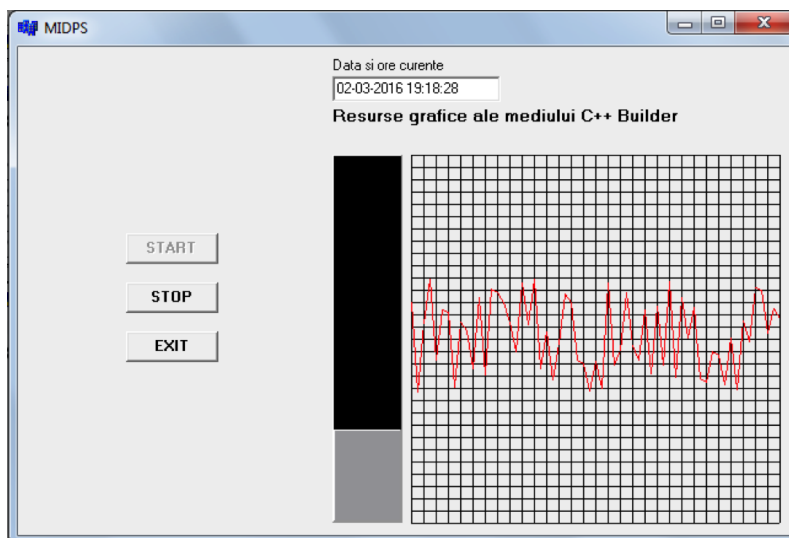 MIDPS
Data si ore curente
02-03-2016 19:18:28
Resurse grafice ale mediului C++ Builder
START
STOP
EXIT